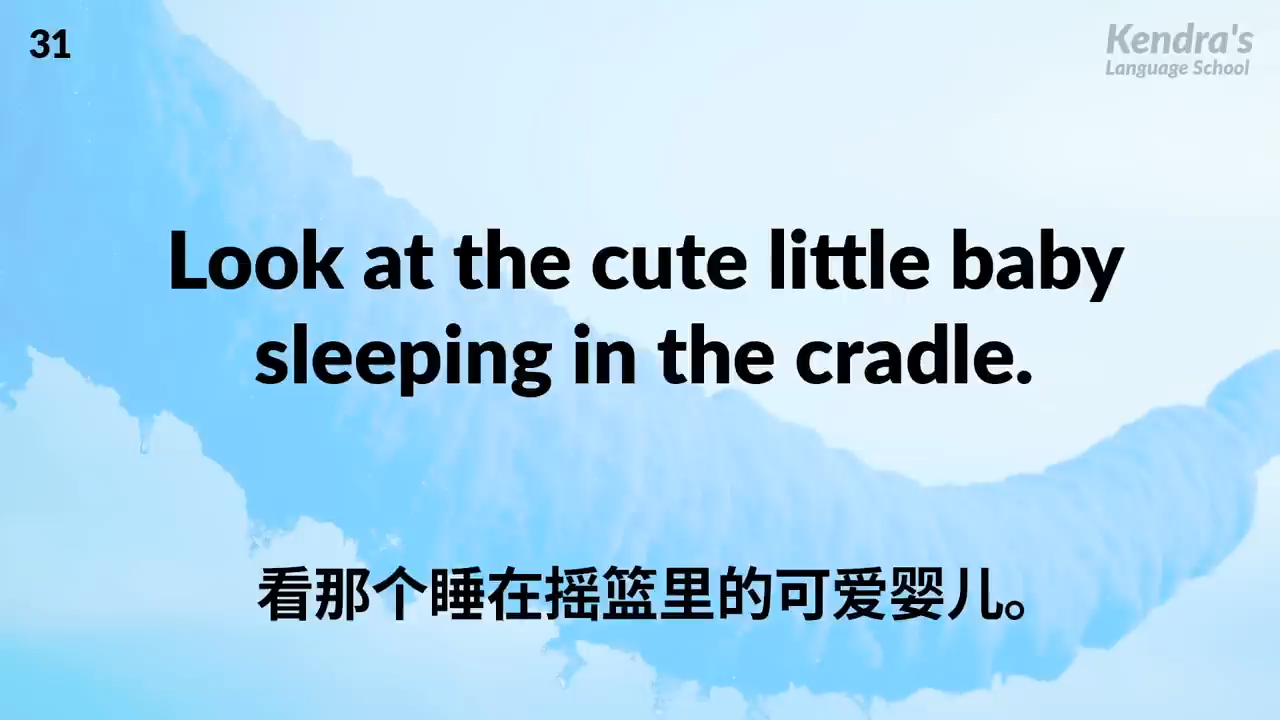 31
Kendra's
Language School
Look at the cute little baby
sleeping in the cradle.
看那个睡在摇篮里的可爱婴儿。